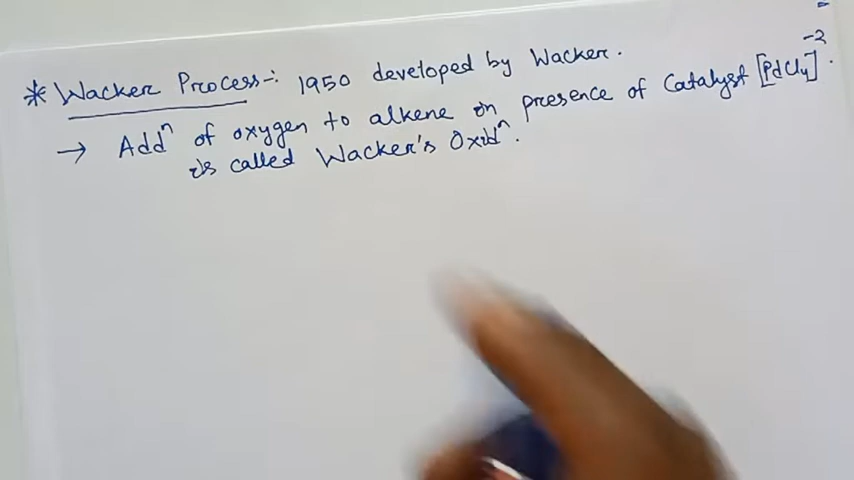 * Wacker Process-: 1950 developed by Wacker.
→ Addⁿ of oxygen to alkene in presence of Catalyst [PdCl₄]⁻².
is called Wacker's Oxidⁿ.